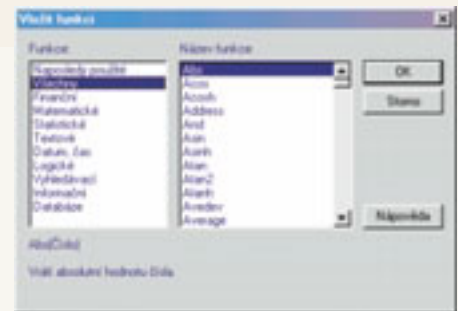 Vložit funkci
Funkce:
Naposledy použité
Všechny
Finanční
Matematické
Statistické
Textové
Datum, čas
Logické
Vyhledávací
Informační
Databáze
Název funkce:
Abs
Acos
Acosh
Address
And
Asin
Asinh
Atan
Atan2
Atanh
Avedev
Average
OK
Storno
Nápověda
Abs(Číslo)
Vrátí absolutní hodnotu čísla.